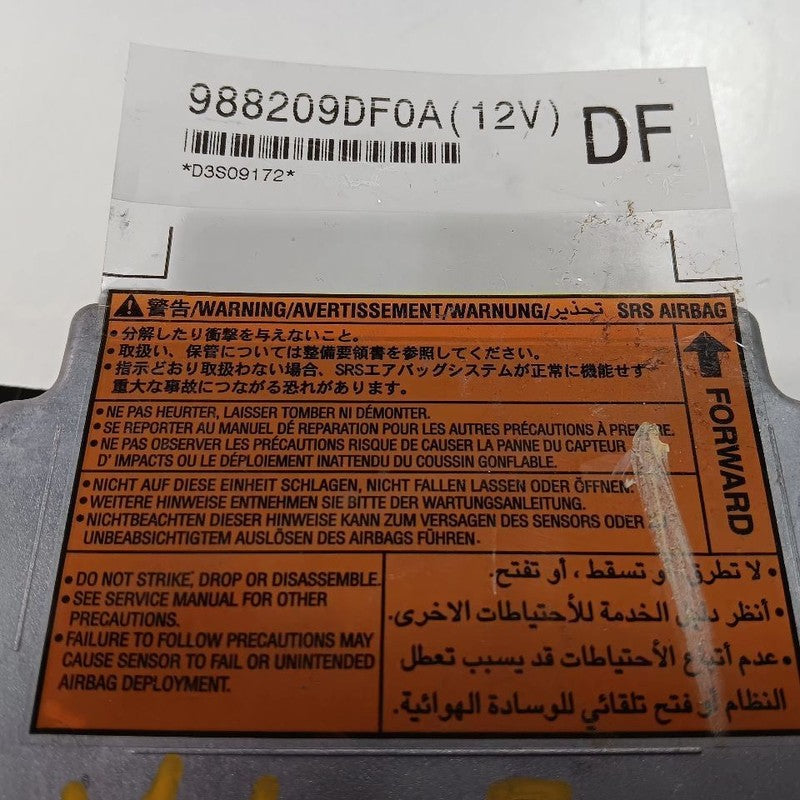 988209DF0A(12V) DF
*D3S09172*
警告/WARNING/AVERTISSEMENT/WARNUNG/تحذير SRS AIRBAG
•分解したり衝撃を与えないこと。
•取扱い、保管については整備要領書を参照してください。
•指示どおり取扱わない場合、SRSエアバッグシステムが正常に機能せず
重大な事故につながる恐れがあります。
FORWARD
•NE PAS HEURTER, LAISSER TOMBER NI DÉMONTER.
•SE REPORTER AU MANUEL DÉ REPARATION POUR LES AUTRES PRÉCAUTIONS À PRENDRE.
•NE PAS OBSERVER LES PRÉCAUTIONS RISQUE DE CAUSER LA PANNE DU CAPTEUR
D' IMPACTS OU LE DÉPLOIEMENT INATTENDU DU COUSSIN GONFLABLE.
•NICHT AUF DIESE EINHEIT SCHLAGEN, NICHT FALLEN LASSEN ODER ÖFFNEN.
•WEITERE HINWEISE ENTNEHMEN SIE BITTE DER WARTUNGSANLEITUNG.
•NICHTBEACHTEN DIESER HINWEISE KANN ZUM VERSAGEN DES SENSORS ODER
UNBEABSICHTIGTEM AUSLÖSEN DES AIRBAGS FÜHREN.
•DO NOT STRIKE, DROP OR DISASSEMBLE.
•SEE SERVICE MANUAL FOR OTHER
PRECAUTIONS.
•FAILURE TO FOLLOW PRECAUTIONS MAY
CAUSE SENSOR TO FAIL OR UNINTENDED
AIRBAG DEPLOYMENT.
•لا تطرق، أو تسقط، أو تفتح.
•أنظر دليل الخدمة للأحتياطات الاخرى.
•عدم أتباع الأحتياطات قد يسبب تعطل
النظام أو فتح تلقائي للوسادة الهوائية.